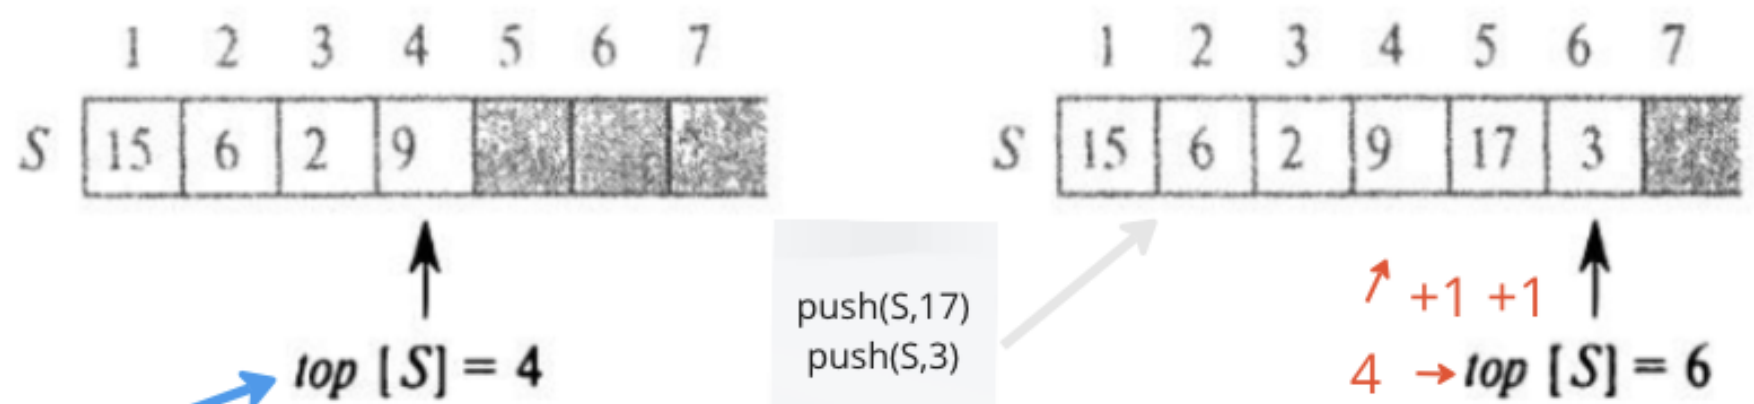 1 2 3 4 5 6 7
S 15 6 2 9
top [S] = 4
push(S,17)
push(S,3)
1 2 3 4 5 6 7
S 15 6 2 9 17 3
+1 +1
4 → top [S] = 6